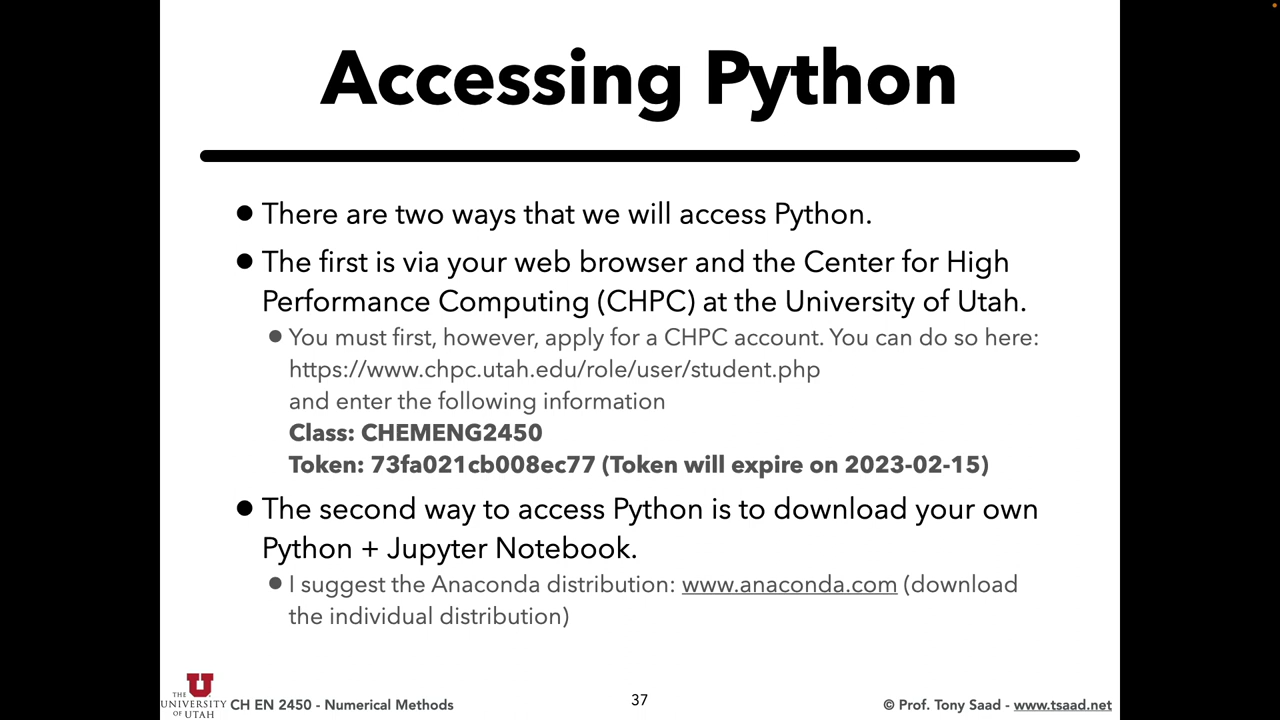 Accessing Python
● There are two ways that we will access Python.
● The first is via your web browser and the Center for High
Performance Computing (CHPC) at the University of Utah.
● You must first, however, apply for a CHPC account. You can do so here:
https://www.chpc.utah.edu/role/user/student.php
and enter the following information
Class: CHEMENG2450
Token: 73fa021cb008ec77 (Token will expire on 2023-02-15)
● The second way to access Python is to download your own
Python + Jupyter Notebook.
● I suggest the Anaconda distribution: www.anaconda.com (download
the individual distribution)
THE
UNIVERSITY
OF UTAH
CH EN 2450 - Numerical Methods
37
© Prof. Tony Saad - www.tsaad.net